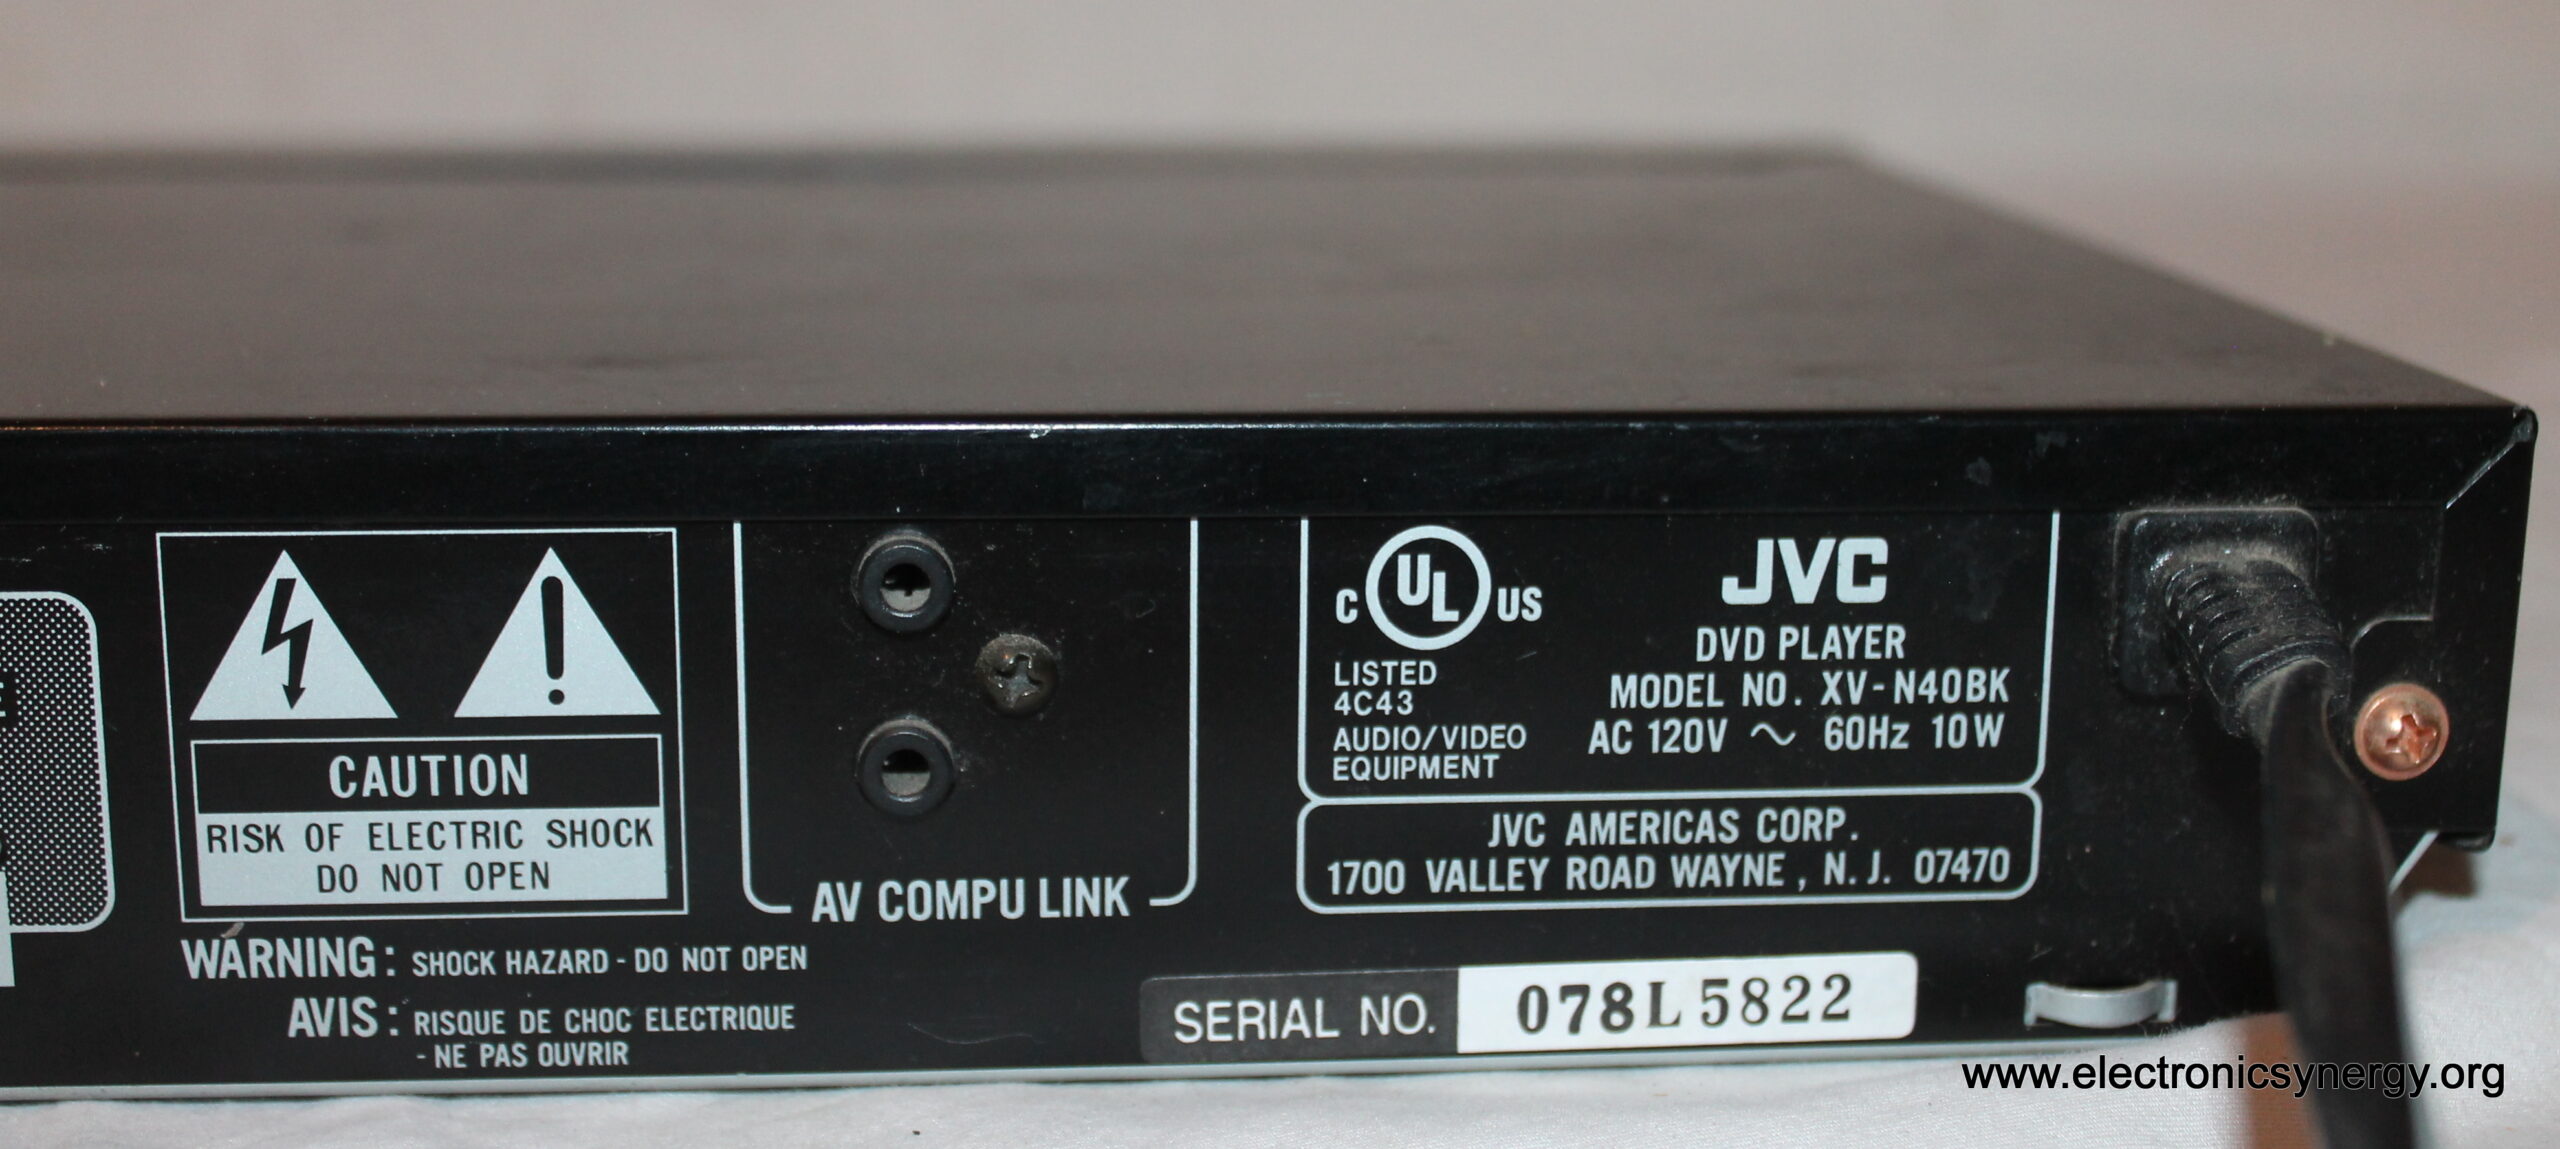 CAUTION
RISK OF ELECTRIC SHOCK
DO NOT OPEN
WARNING: SHOCK HAZARD - DO NOT OPEN
AVIS: RISQUE DE CHOC ELECTRIQUE
- NE PAS OUVRIR
AV COMPU LINK
C UL US
LISTED
4C43
AUDIO/VIDEO
EQUIPMENT
JVC
DVD PLAYER
MODEL NO. XV-N40BK
AC 120V ~ 60Hz 10W
JVC AMERICAS CORP.
1700 VALLEY ROAD WAYNE, N.J. 07470
SERIAL NO. 078L5822
www.electronicsynergy.org